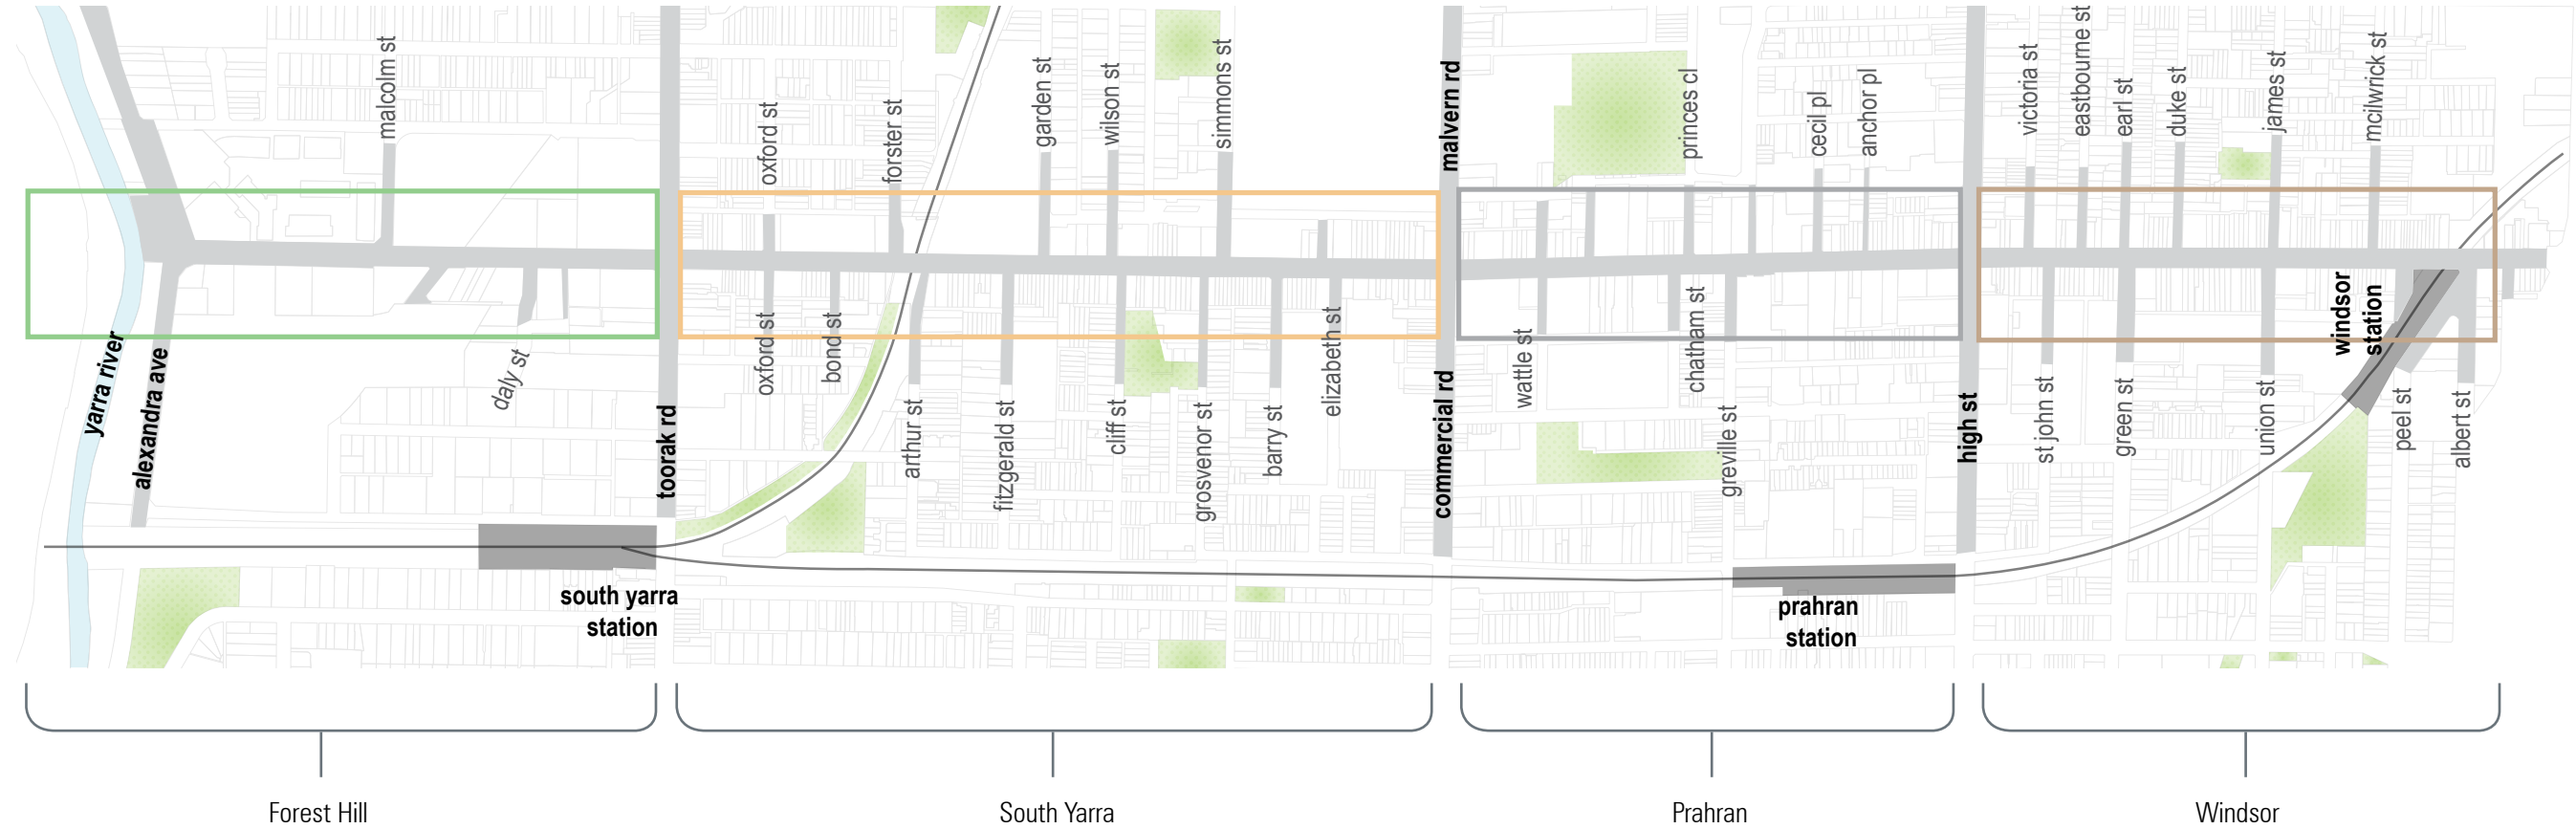 malcolm st
oxford st
forster st
garden st
wilson st
simmons st
malvern rd
princes cl
cecil pl
anchor pl
victoria st
eastbourne st
earl st
duke st
james st
mcilwrick st
yarra river
alexandra ave
daly st
toorak rd
oxford st
bond st
arthur st
fitzgerald st
cliff st
grosvenor st
barry st
elizabeth st
commercial rd
wattle st
chatham st
greville st
high st
st john st
green st
union st
windsor
station
peel st
albert st
south yarra
station
prahran
station
Forest Hill
South Yarra
Prahran
Windsor